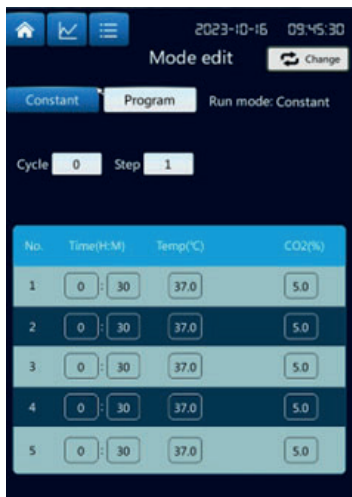 2023-10-16 09:45:30
Mode edit Change
Constant Program Run mode: Constant
Cycle 0 Step 1
No. Time(H:M) Temp(℃) CO2(%)
1 0 : 30 37.0 5.0
2 0 : 30 37.0 5.0
3 0 : 30 37.0 5.0
4 0 : 30 37.0 5.0
5 0 : 30 37.0 5.0